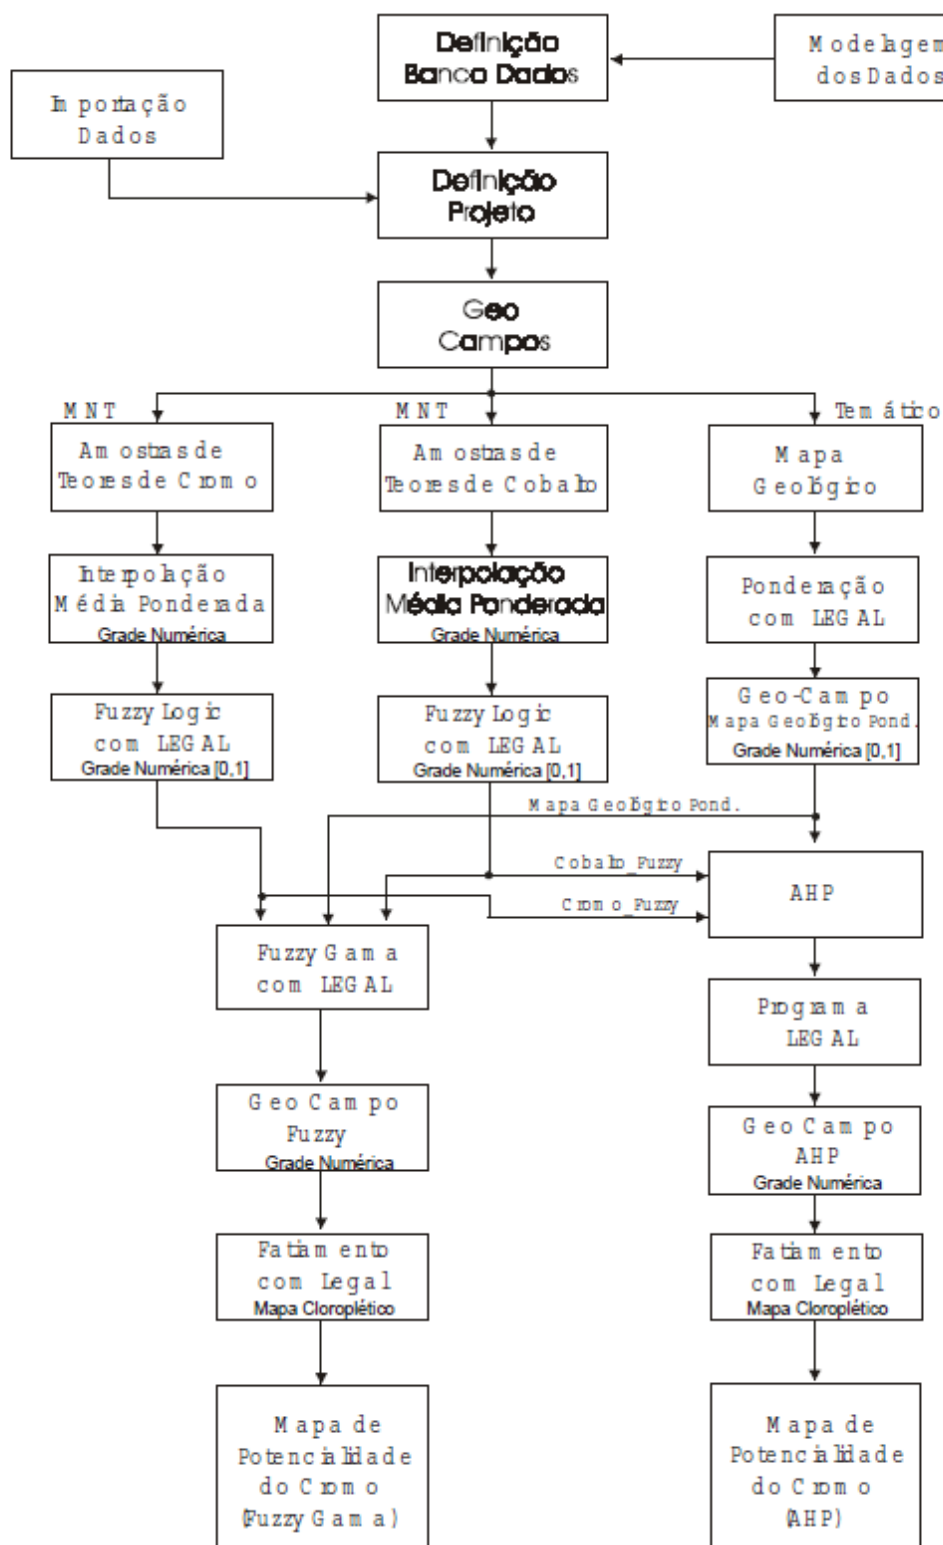 Definição
Banco Dados
Modelagem
dos Dados
Importação
Dados
Definição
Projeto
Geo
Campos
MNT
MNT
Temático
Amostras de
Teores de Cromo
Amostras de
Teores de Cobalto
Mapa
Geológico
Interpolação
Média Ponderada
Grade Numérica
Interpolação
Média Ponderada
Grade Numérica
Ponderação
com LEGAL
Fuzzy Logic
com LEGAL
Grade Numérica [0,1]
Fuzzy Logic
com LEGAL
Grade Numérica [0,1]
Geo-Campo
Mapa Geológico Pond.
Grade Numérica [0,1]
Mapa Geológico Pond.
Cobalto_Fuzzy
Cromo_Fuzzy
AHP
Fuzzy Gama
com LEGAL
Programa
LEGAL
Geo Campo
Fuzzy
Grade Numérica
Geo Campo
AHP
Grade Numérica
Fatiamento
com Legal
Mapa Cloroplético
Fatiamento
com Legal
Mapa Cloroplético
Mapa de
Potencialidade
do Cromo
(Fuzzy Gama)
Mapa de
Potencialidade
do Cromo
(AHP)